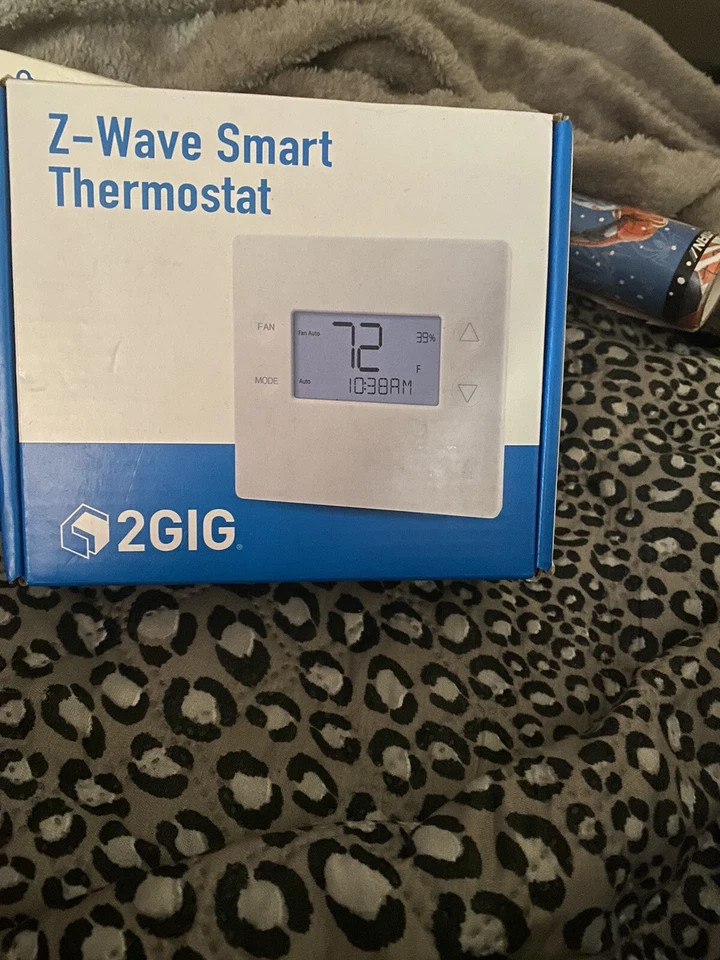 Z-Wave Smart
Thermostat
FAN
Fan Auto
72
39%
F
MODE
Auto
10:38AM
2GIG